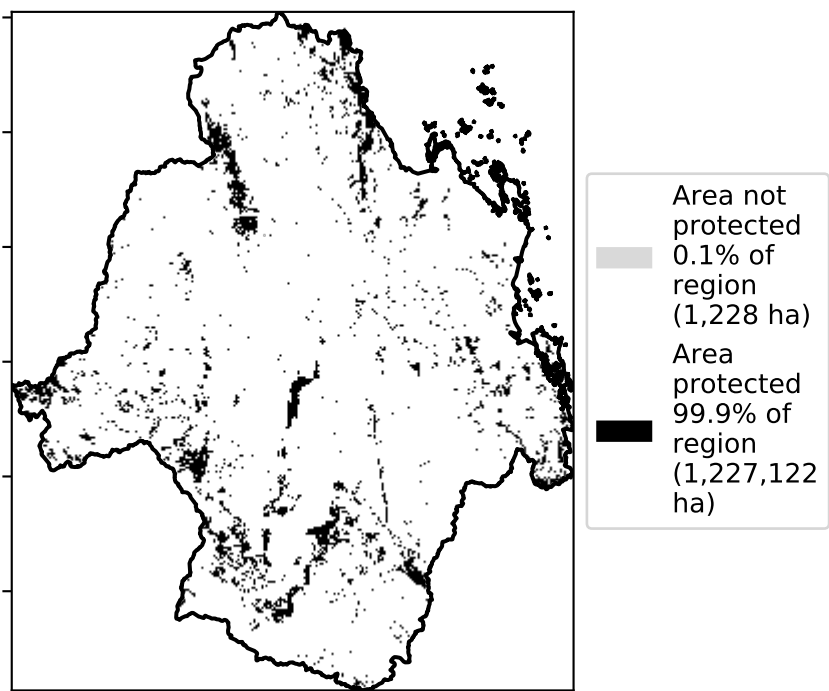 Area not
protected
0.1% of
region
(1,228 ha)
Area
protected
99.9% of
region
(1,227,122
ha)